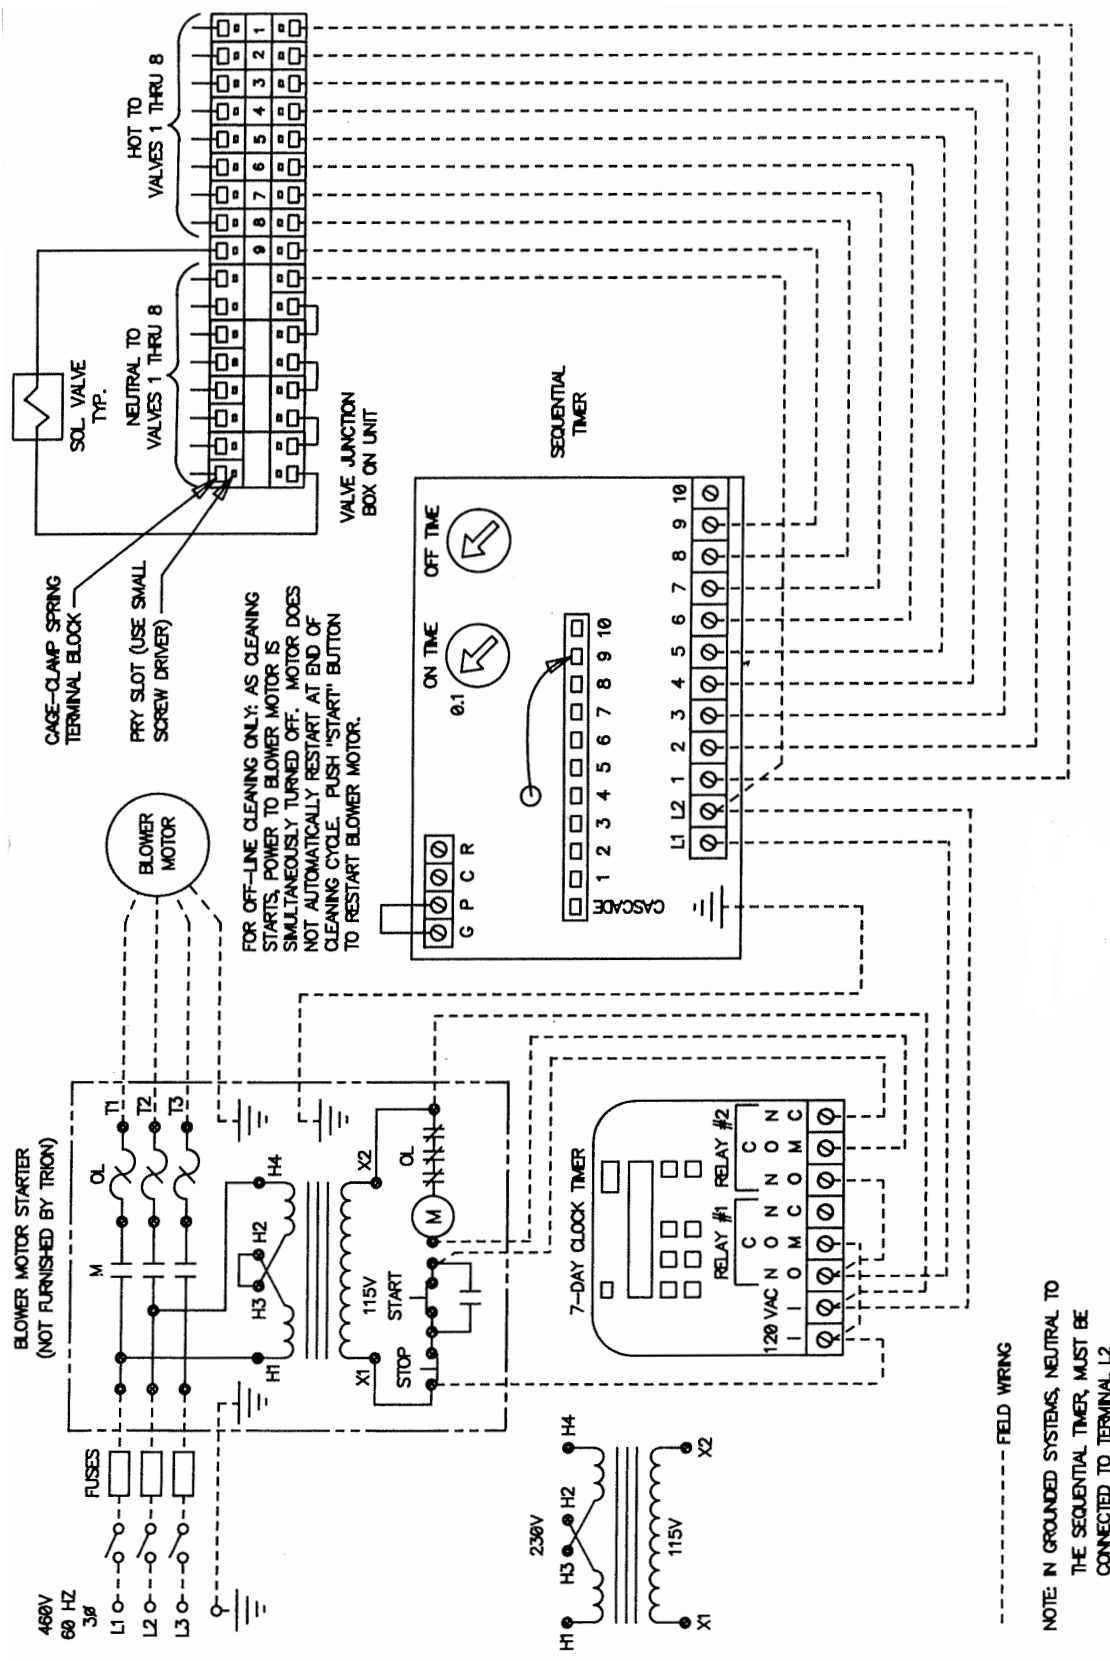 460V
60 HZ
3Ø
L1
L2
L3
FUSES
BLOWER MOTOR STARTER
(NOT FURNISHED BY TRION)
M
OL
T1
T2
T3
BLOWER
MOTOR
H1
H3
H2
H4
115V
X1
X2
STOP
START
M
OL
230V
H1
H3
H2
H4
115V
X1
X2
7-DAY CLOCK TIMER
RELAY #1
RELAY #2
120 VAC
I
I
N O
C O M
N C
N O
C O M
N C
FOR OFF-LINE CLEANING ONLY: AS CLEANING
STARTS, POWER TO BLOWER MOTOR IS
SIMULTANEOUSLY TURNED OFF. MOTOR DOES
NOT AUTOMATICALLY RESTART AT END OF
CLEANING CYCLE. PUSH "START" BUTTON
TO RESTART BLOWER MOTOR.
CAGE-CLAMP SPRING
TERMINAL BLOCK
PRY SLOT (USE SMALL
SCREW DRIVER)
SOL. VALVE
TYP.
NEUTRAL TO
VALVES 1 THRU 8
HOT TO
VALVES 1 THRU 8
9 8 7 6 5 4 3 2 1
VALVE JUNCTION
BOX ON UNIT
SEQUENTIAL
TIMER
G P C R
ON TIME
0.1
OFF TIME
CASCADE
1 2 3 4 5 6 7 8 9 10
L1 L2 1 2 3 4 5 6 7 8 9 10
FIELD WIRING
NOTE: IN GROUNDED SYSTEMS, NEUTRAL TO
THE SEQUENTIAL TIMER, MUST BE
CONNECTED TO TERMINAL L2